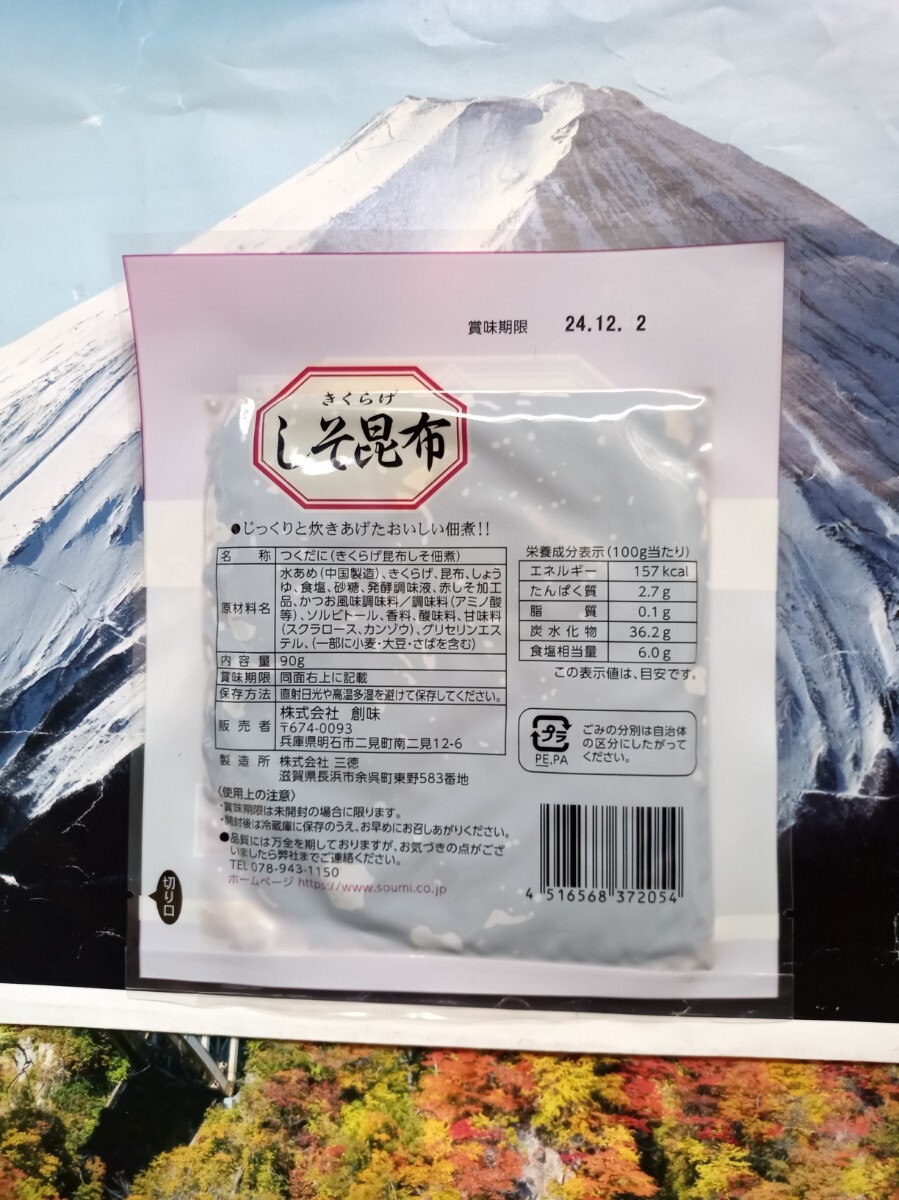 賞味期限 24.12. 2
きくらげ
しそ昆布
●じっくりと炊きあげたおいしい佃煮!!
名 称 つくだに(きくらげ昆布しそ佃煮)
原材料名 水あめ(中国製造)、きくらげ、昆布、しょう
ゆ、食塩、砂糖、発酵調味液、赤しそ加工
品、かつお風味調味料/調味料(アミノ酸
等)、ソルビトール、香料、酸味料、甘味料
(スクラロース、カンゾウ)、グリセリンエス
テル、(一部に小麦・大豆・さばを含む)
内 容 量 90g
賞味期限 同面右上に記載
保存方法 直射日光や高温多湿を避けて保存してください。
販 売 者 株式会社 創味
〒674-0093
兵庫県明石市二見町南二見12-6
製 造 所 株式会社 三徳
滋賀県長浜市余呉町東野583番地
〈使用上の注意〉
・賞味期限は未開封の場合に限ります。
・開封後は冷蔵庫に保存のうえ、お早めにお召しあがりください。
●品質には万全を期しておりますが、お気づきの点がござ
いましたら弊社までご連絡ください。
TEL 078-943-1150
ホームページ https://www.soumi.co.jp
栄養成分表示(100g当たり)
エネルギー 157 kcal
たんぱく質 2.7 g
脂 質 0.1 g
炭水化物 36.2 g
食塩相当量 6.0 g
この表示値は、目安です。
プラ
PE,PA
ごみの分別は自治体
の区分にしたがって
ください。
4 516568 372054
切り口